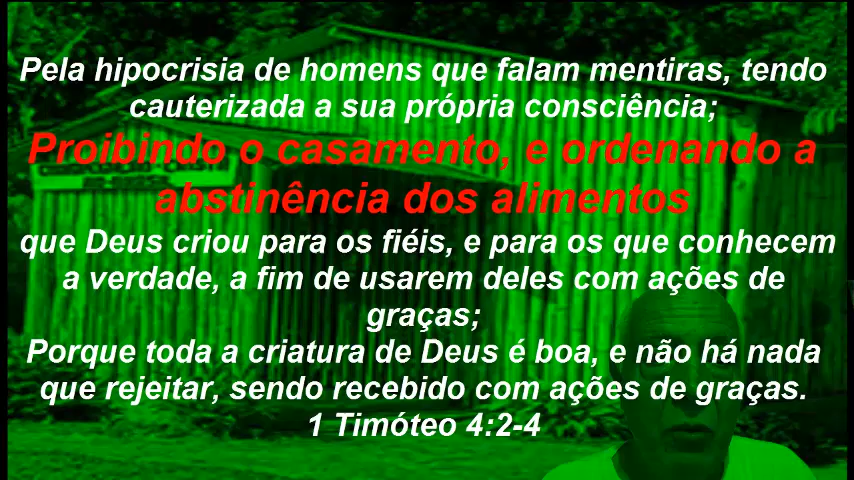 Pela hipocrisia de homens que falam mentiras, tendo
cauterizada a sua própria consciência;
Proibindo o casamento, e ordenando a
abstinência dos alimentos
que Deus criou para os fiéis, e para os que conhecem
a verdade, a fim de usarem deles com ações de
graças;
Porque toda a criatura de Deus é boa, e não há nada
que rejeitar, sendo recebido com ações de graças.
1 Timóteo 4:2-4